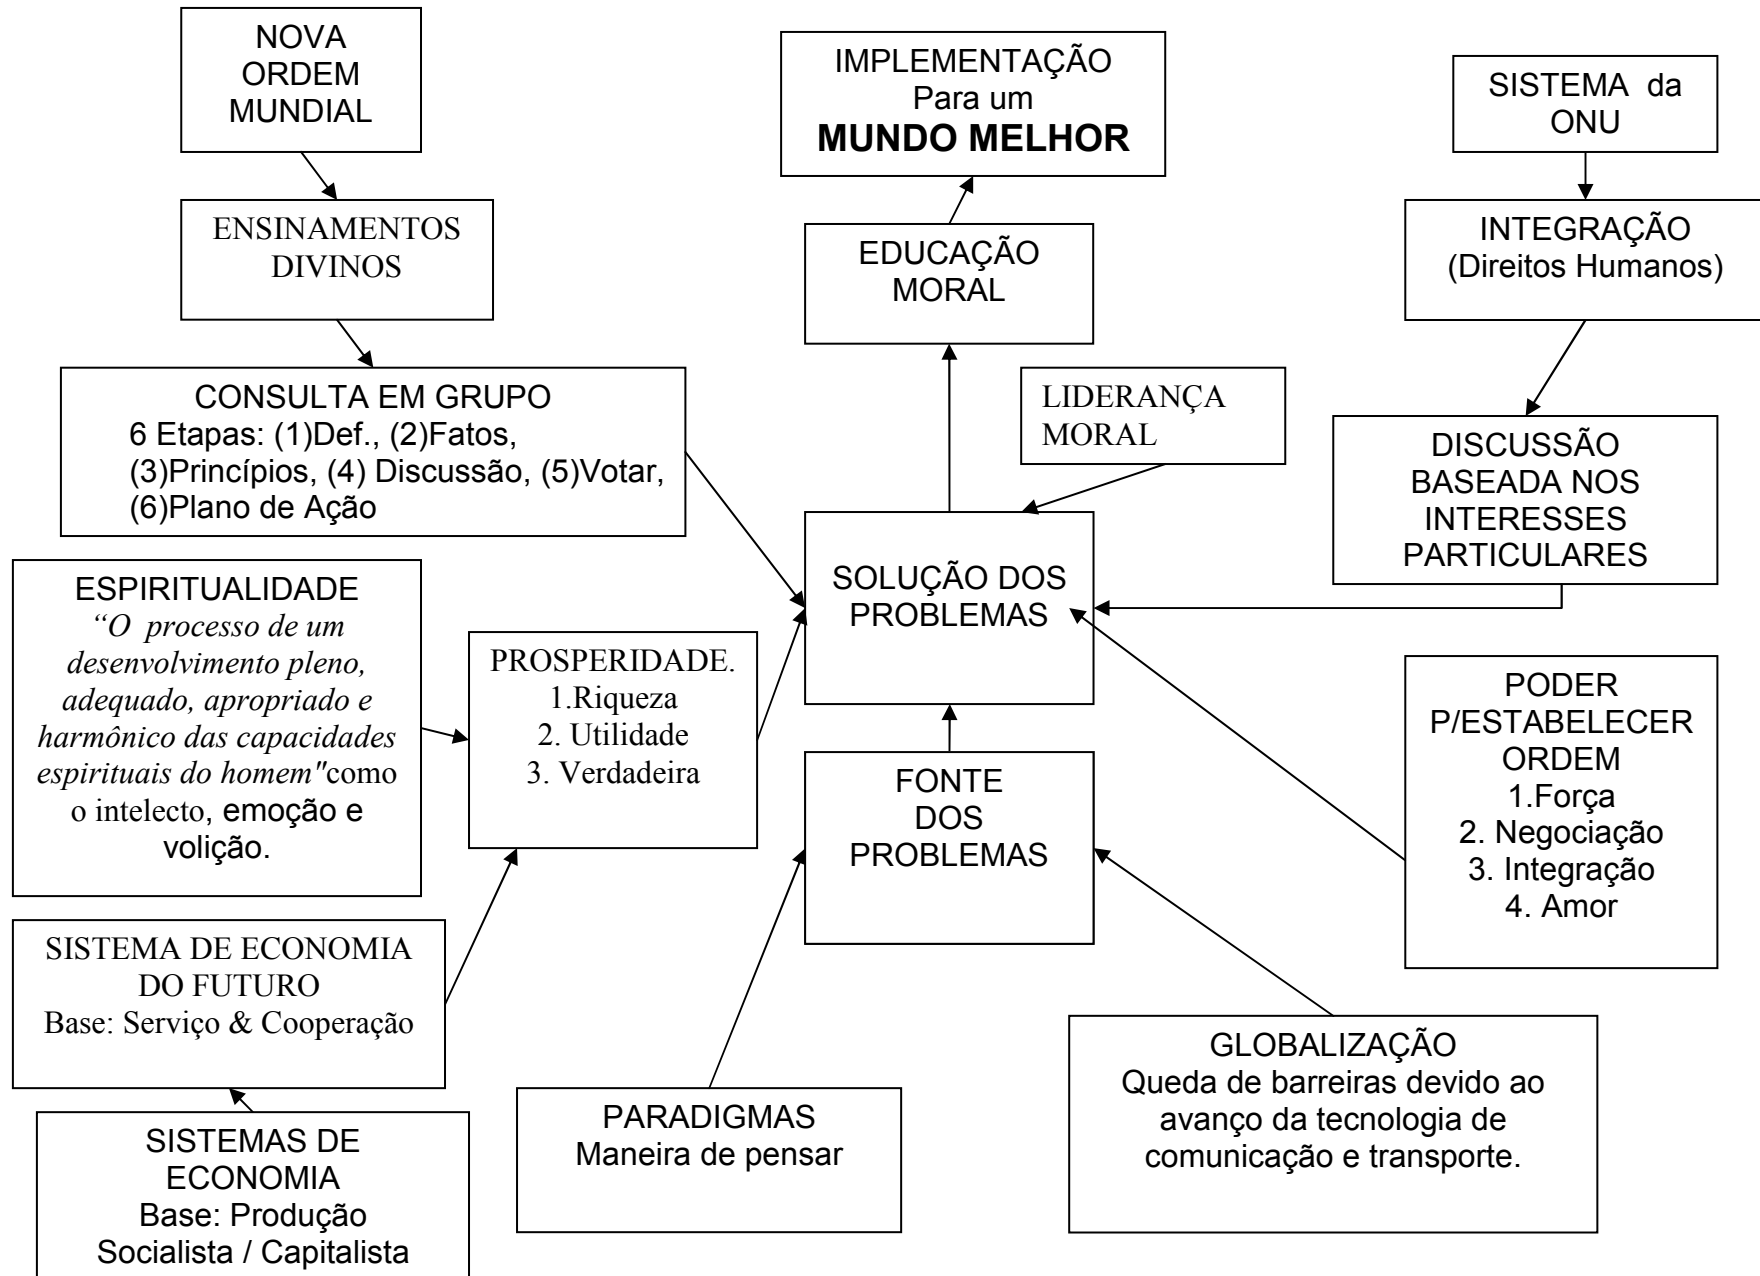 NOVA
ORDEM
MUNDIAL
IMPLEMENTAÇÃO
Para um
MUNDO MELHOR
SISTEMA da
ONU
ENSINAMENTOS
DIVINOS
EDUCAÇÃO
MORAL
INTEGRAÇÃO
(Direitos Humanos)
CONSULTA EM GRUPO
6 Etapas: (1)Def., (2)Fatos,
(3)Princípios, (4) Discussão, (5)Votar,
(6)Plano de Ação
LIDERANÇA
MORAL
DISCUSSÃO
BASEADA NOS
INTERESSES
PARTICULARES
SOLUÇÃO DOS
PROBLEMAS
ESPIRITUALIDADE
“O processo de um
desenvolvimento pleno,
adequado, apropriado e
harmônico das capacidades
espirituais do homem"como
o intelecto, emoção e
volição.
PROSPERIDADE.
1.Riqueza
2. Utilidade
3. Verdadeira
FONTE
DOS
PROBLEMAS
PODER
P/ESTABELECER
ORDEM
1.Força
2. Negociação
3. Integração
4. Amor
SISTEMA DE ECONOMIA
DO FUTURO
Base: Serviço & Cooperação
SISTEMAS DE
ECONOMIA
Base: Produção
Socialista / Capitalista
PARADIGMAS
Maneira de pensar
GLOBALIZAÇÃO
Queda de barreiras devido ao
avanço da tecnologia de
comunicação e transporte.